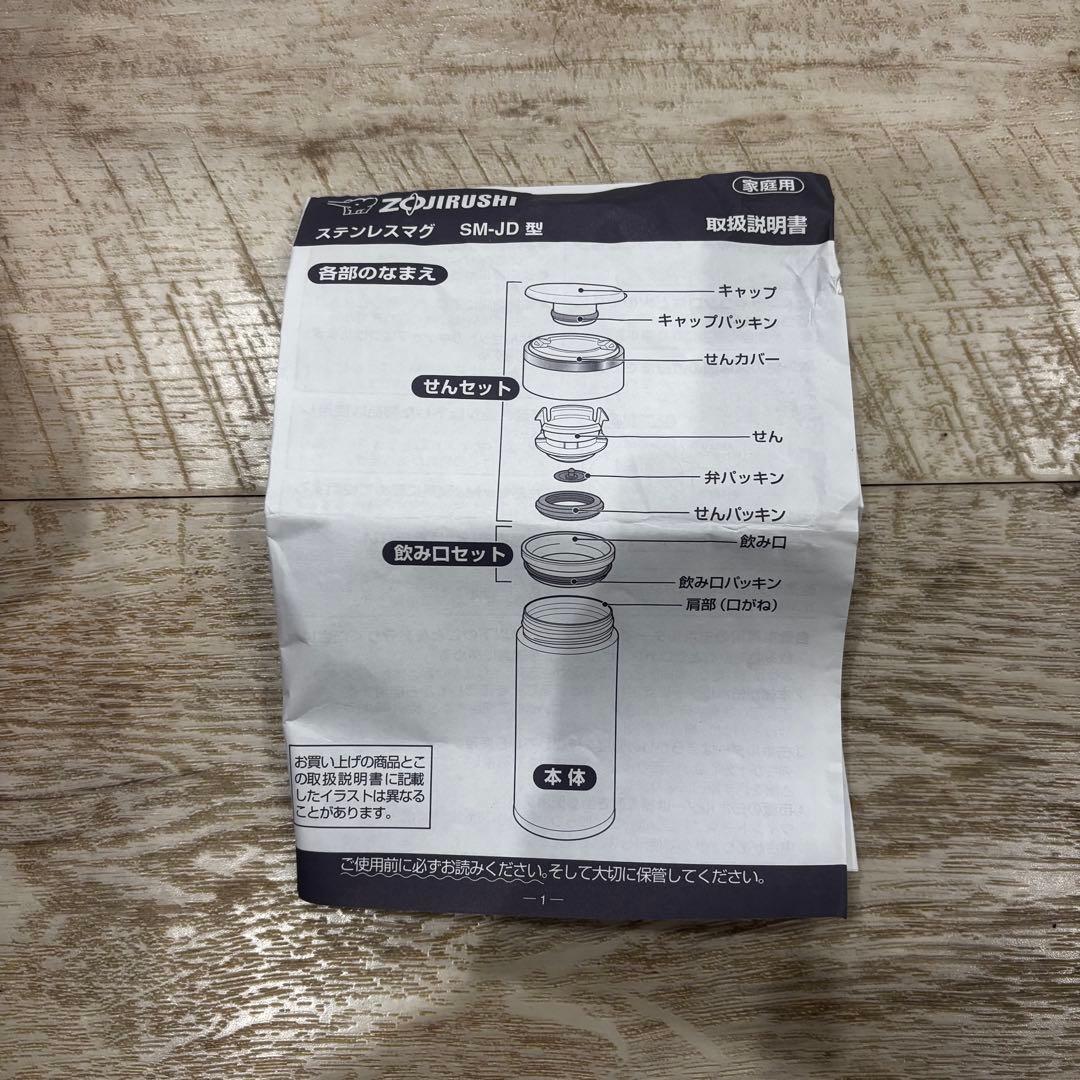 ZOJIRUSHI
家庭用
ステンレスマグ SM-JD型
取扱説明書
各部のなまえ
キャップ
キャップパッキン
せんカバー
せんセット
せん
弁パッキン
せんパッキン
飲み口
飲み口セット
飲み口パッキン
肩部(口がね)
本体
お買い上げの商品とこ
の取扱説明書に記載
したイラストは異なる
ことがあります。
ご使用前に必ずお読みください。そして大切に保管してください。
—1—